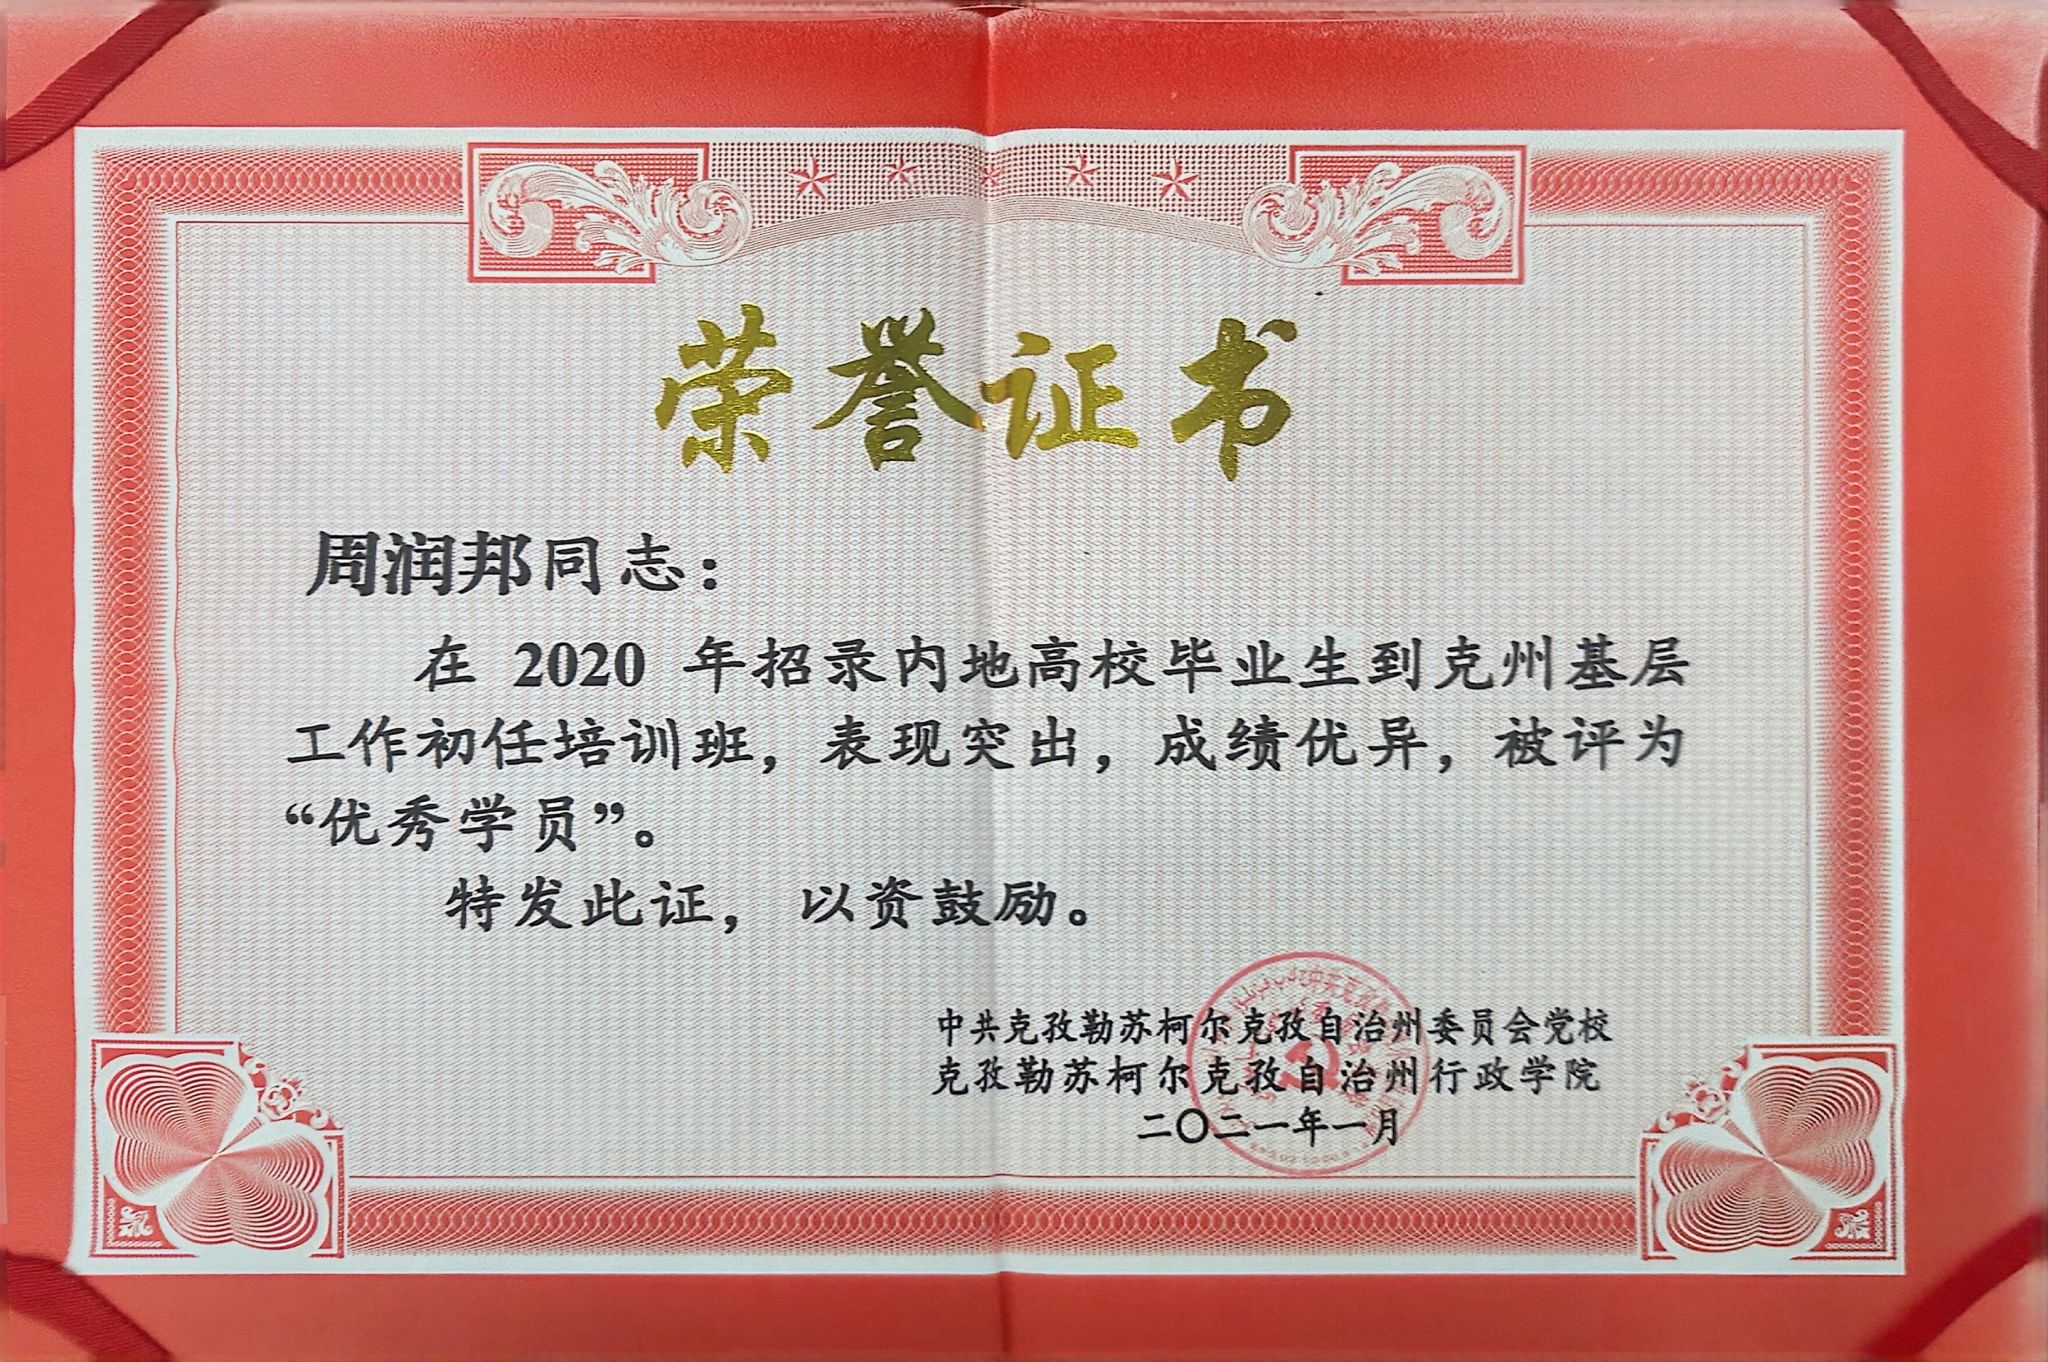 荣誉证书
周润邦同志：
在 2020 年招录内地高校毕业生到克州基层
工作初任培训班，表现突出，成绩优异，被评为
“优秀学员”。
特发此证，以资鼓励。
中共克孜勒苏柯尔克孜自治州委员会党校
克孜勒苏柯尔克孜自治州行政学院
二〇二一年一月